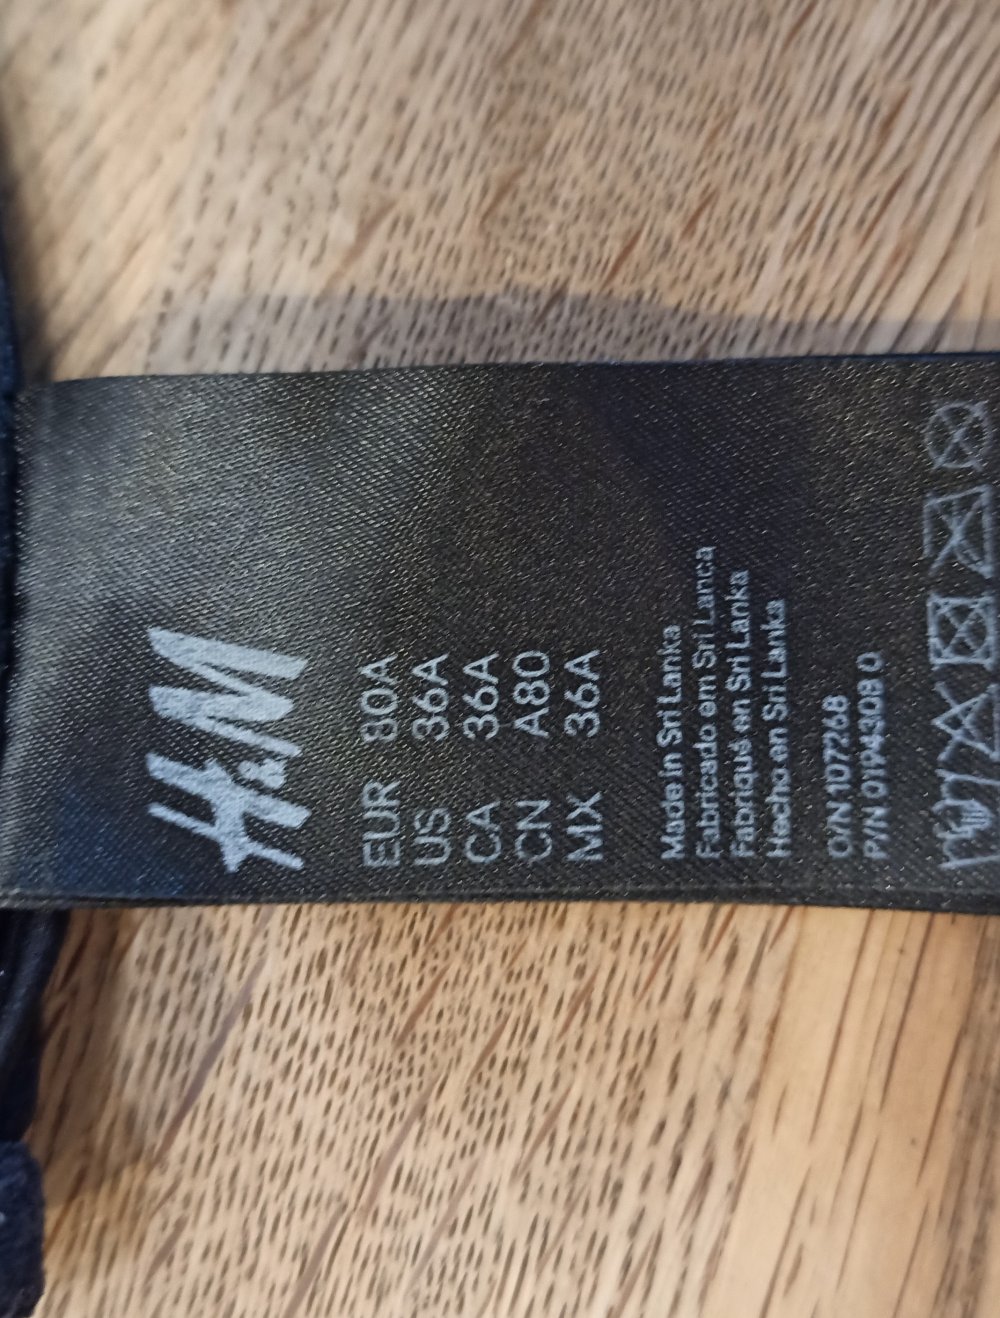 H&M
EUR 80A
US 36A
CA 36A
CN A80
MX 36A
Made in Sri Lanka
Fabricado em Sri Lanca
Fabriqué en Sri Lanka
Hecho en Sri Lanka
O/N 107268
P/N 0194308 0